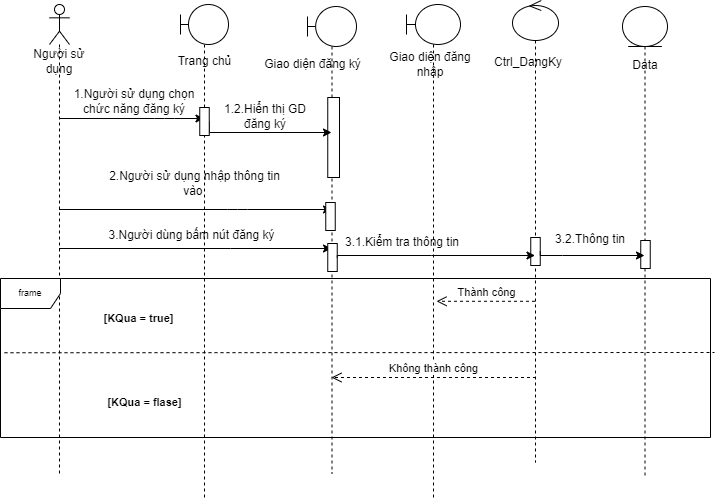 Người sử
dụng
Trang chủ
Giao diện đăng ký
Giao diện đăng
nhập
Ctrl_DangKy
Data
1.Người sử dụng chọn
chức năng đăng ký
1.2.Hiển thị GD
đăng ký
2.Người sử dụng nhập thông tin
vào
3.Người dùng bấm nút đăng ký
3.1.Kiểm tra thông tin
3.2.Thông tin
frame
Thành công
[KQua = true]
Không thành công
[KQua = flase]